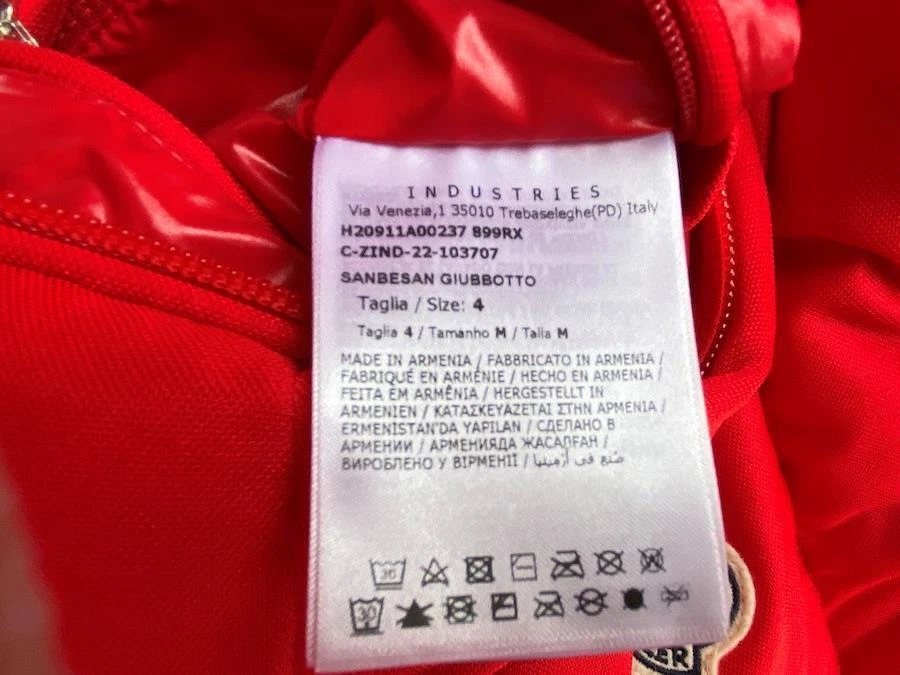 INDUSTRIES
Via Venezia,1 35010 Trebaseleghe(PD) Italy
H20911A00237 899RX
C-ZIND-22-103707
SANBESAN GIUBBOTTO
Taglia / Size: 4
Taglia 4 / Tamanho M / Talla M
MADE IN ARMENIA / FABBRICATO IN ARMENIA /
FABRIQUÉ EN ARMÉNIE / HECHO EN ARMENIA /
FEITA EM ARMÊNIA / HERGESTELLT IN
ARMENIEN / ΚΑΤΑΣΚΕΥΑΖΕΤΑΙ ΣΤΗΝ ΑΡΜΕΝΙΑ /
ERMENISTAN'DA YAPILAN / СДЕЛАНО В
АРМЕНИИ / АРМЕНИЯДА ЖАСАЛҒАН /
ВИРОБЛЕНО У ВІРМЕНІЇ / صنع في أرمينيا
30
30